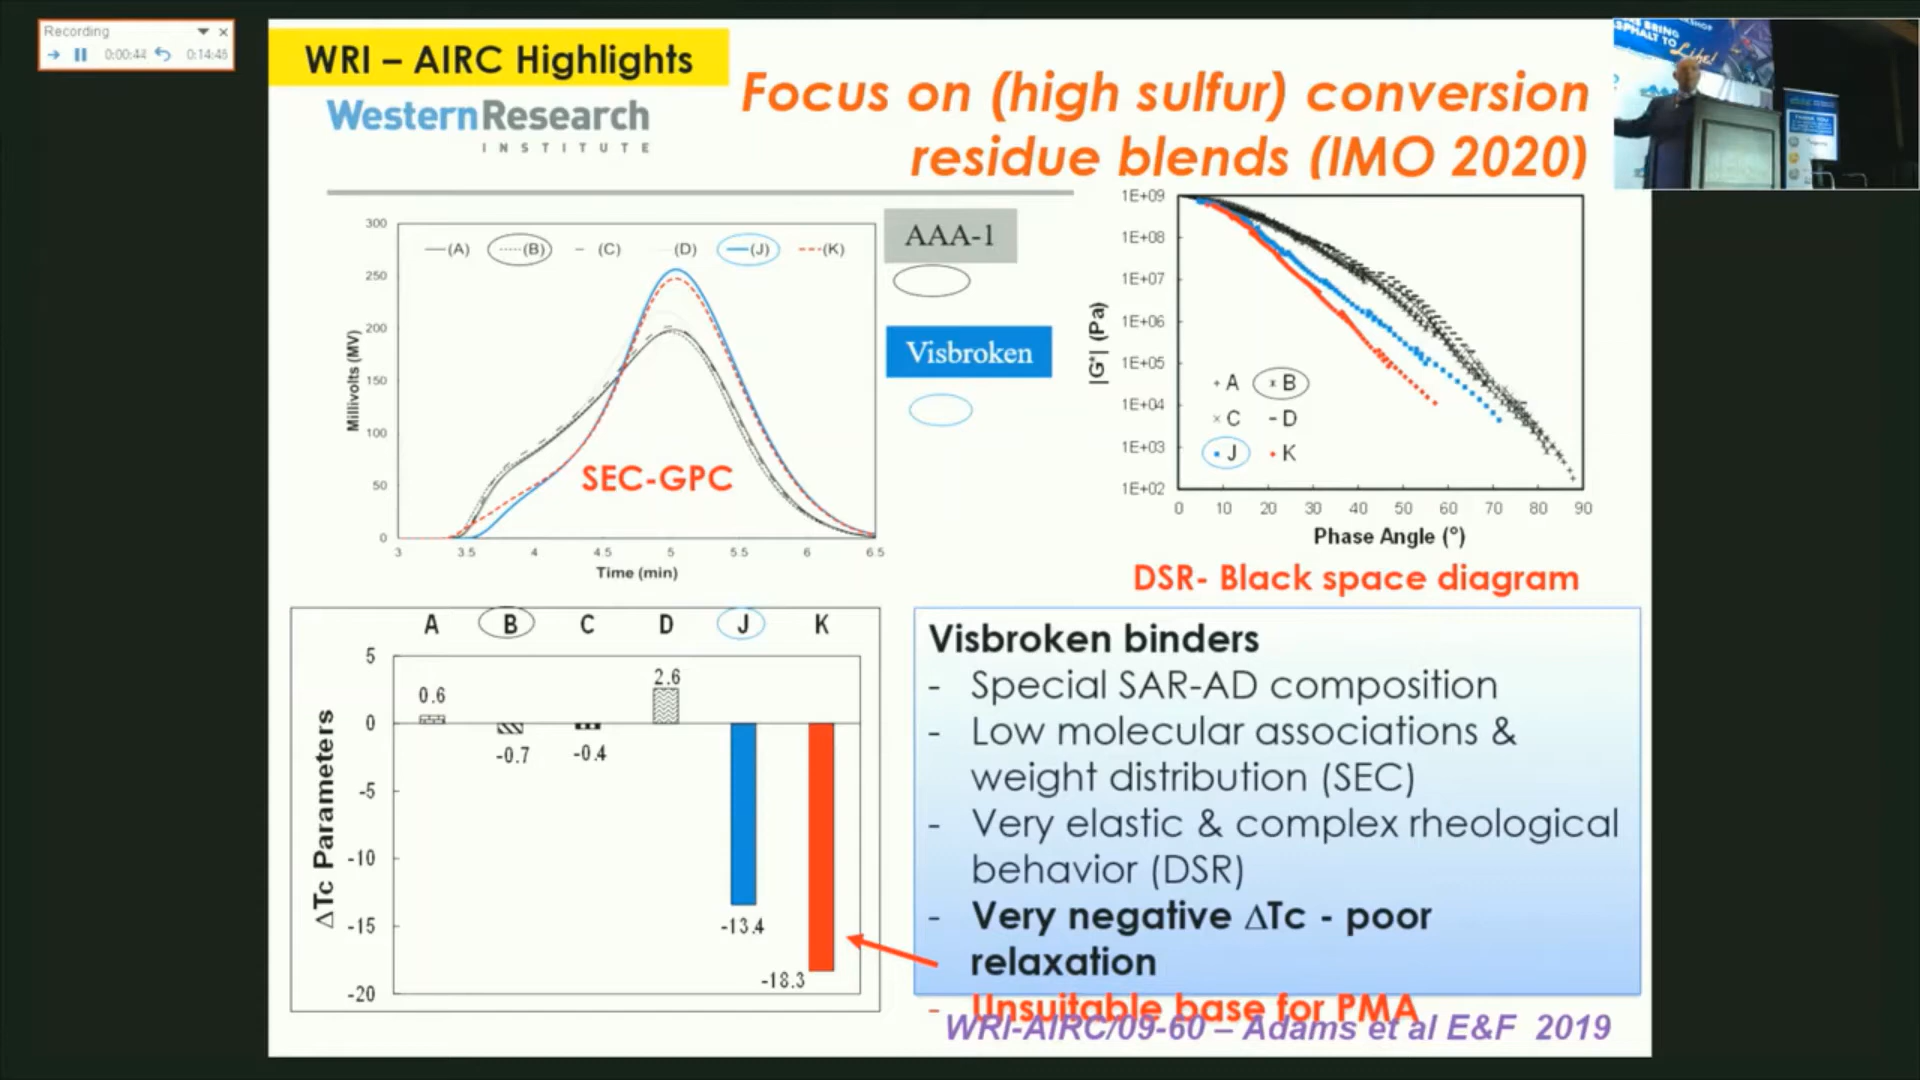 Recording
0:00:44
0:14:45
WRI – AIRC Highlights
WesternResearch
INSTITUTE
Focus on (high sulfur) conversion
residue blends (IMO 2020)
BRING
ASPHALT TO
Life!
300
250
200
150
100
50
0
Millivolts (MV)
(A) (B) (C) (D) (J) (K)
SEC-GPC
3 3.5 4 4.5 5 5.5 6 6.5
Time (min)
AAA-1
Visbroken
1E+09
1E+08
1E+07
1E+06
1E+05
1E+04
1E+03
1E+02
|G*| (Pa)
+ A × B
× C - D
J K
0 10 20 30 40 50 60 70 80 90
Phase Angle (°)
DSR- Black space diagram
A B C D J K
5
0
-5
-10
-15
-20
ΔTc Parameters
0.6
-0.7
-0.4
2.6
-13.4
-18.3
Visbroken binders
- Special SAR-AD composition
- Low molecular associations &
weight distribution (SEC)
- Very elastic & complex rheological
behavior (DSR)
- Very negative ΔTc - poor
relaxation
- Unsuitable base for PMA
WRI-AIRC/09-60 – Adams et al E&F 2019